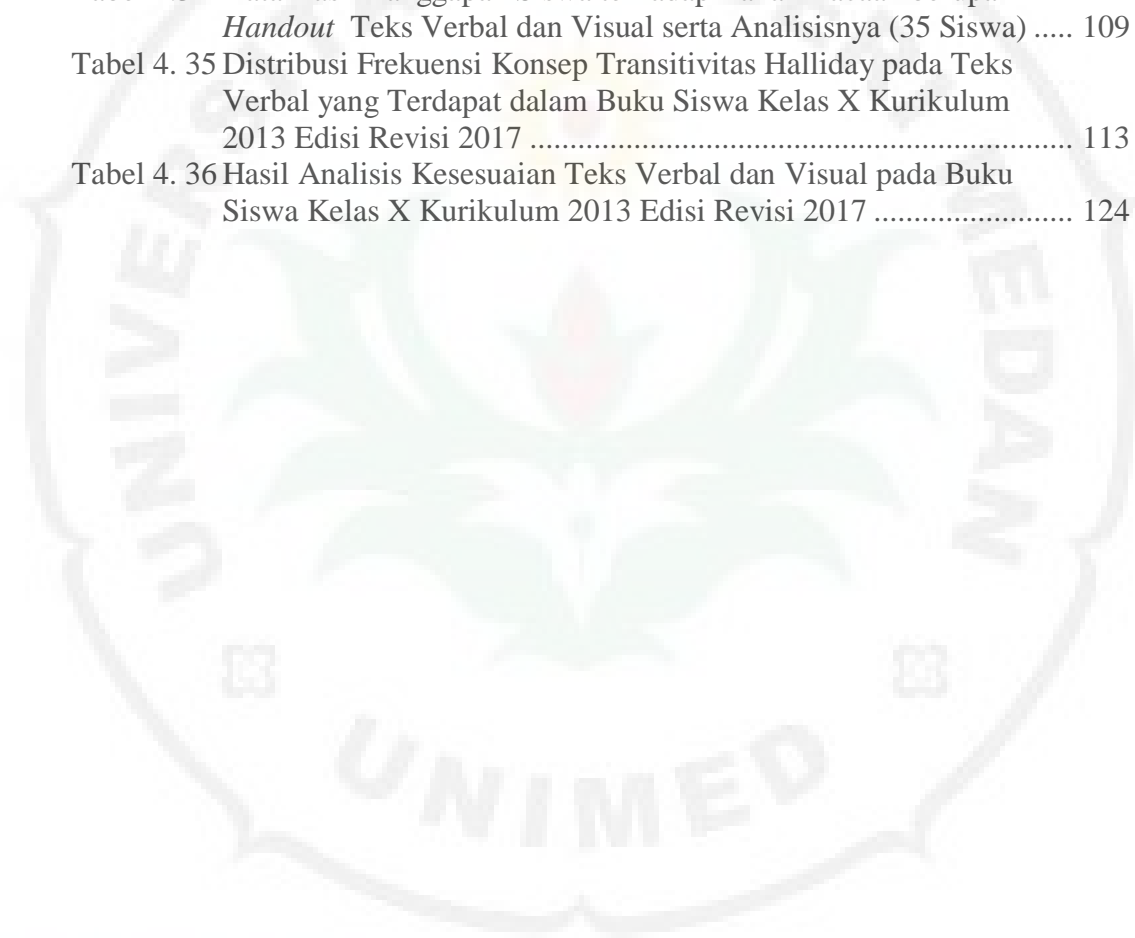 Handout Teks Verbal dan Visual serta Analisisnya (35 Siswa) ..... 109
Tabel 4. 35 Distribusi Frekuensi Konsep Transitivitas Halliday pada Teks
Verbal yang Terdapat dalam Buku Siswa Kelas X Kurikulum
2013 Edisi Revisi 2017 ................................................................ 113
Tabel 4. 36 Hasil Analisis Kesesuaian Teks Verbal dan Visual pada Buku
Siswa Kelas X Kurikulum 2013 Edisi Revisi 2017 ........................ 124
MEDAN
UNIMED